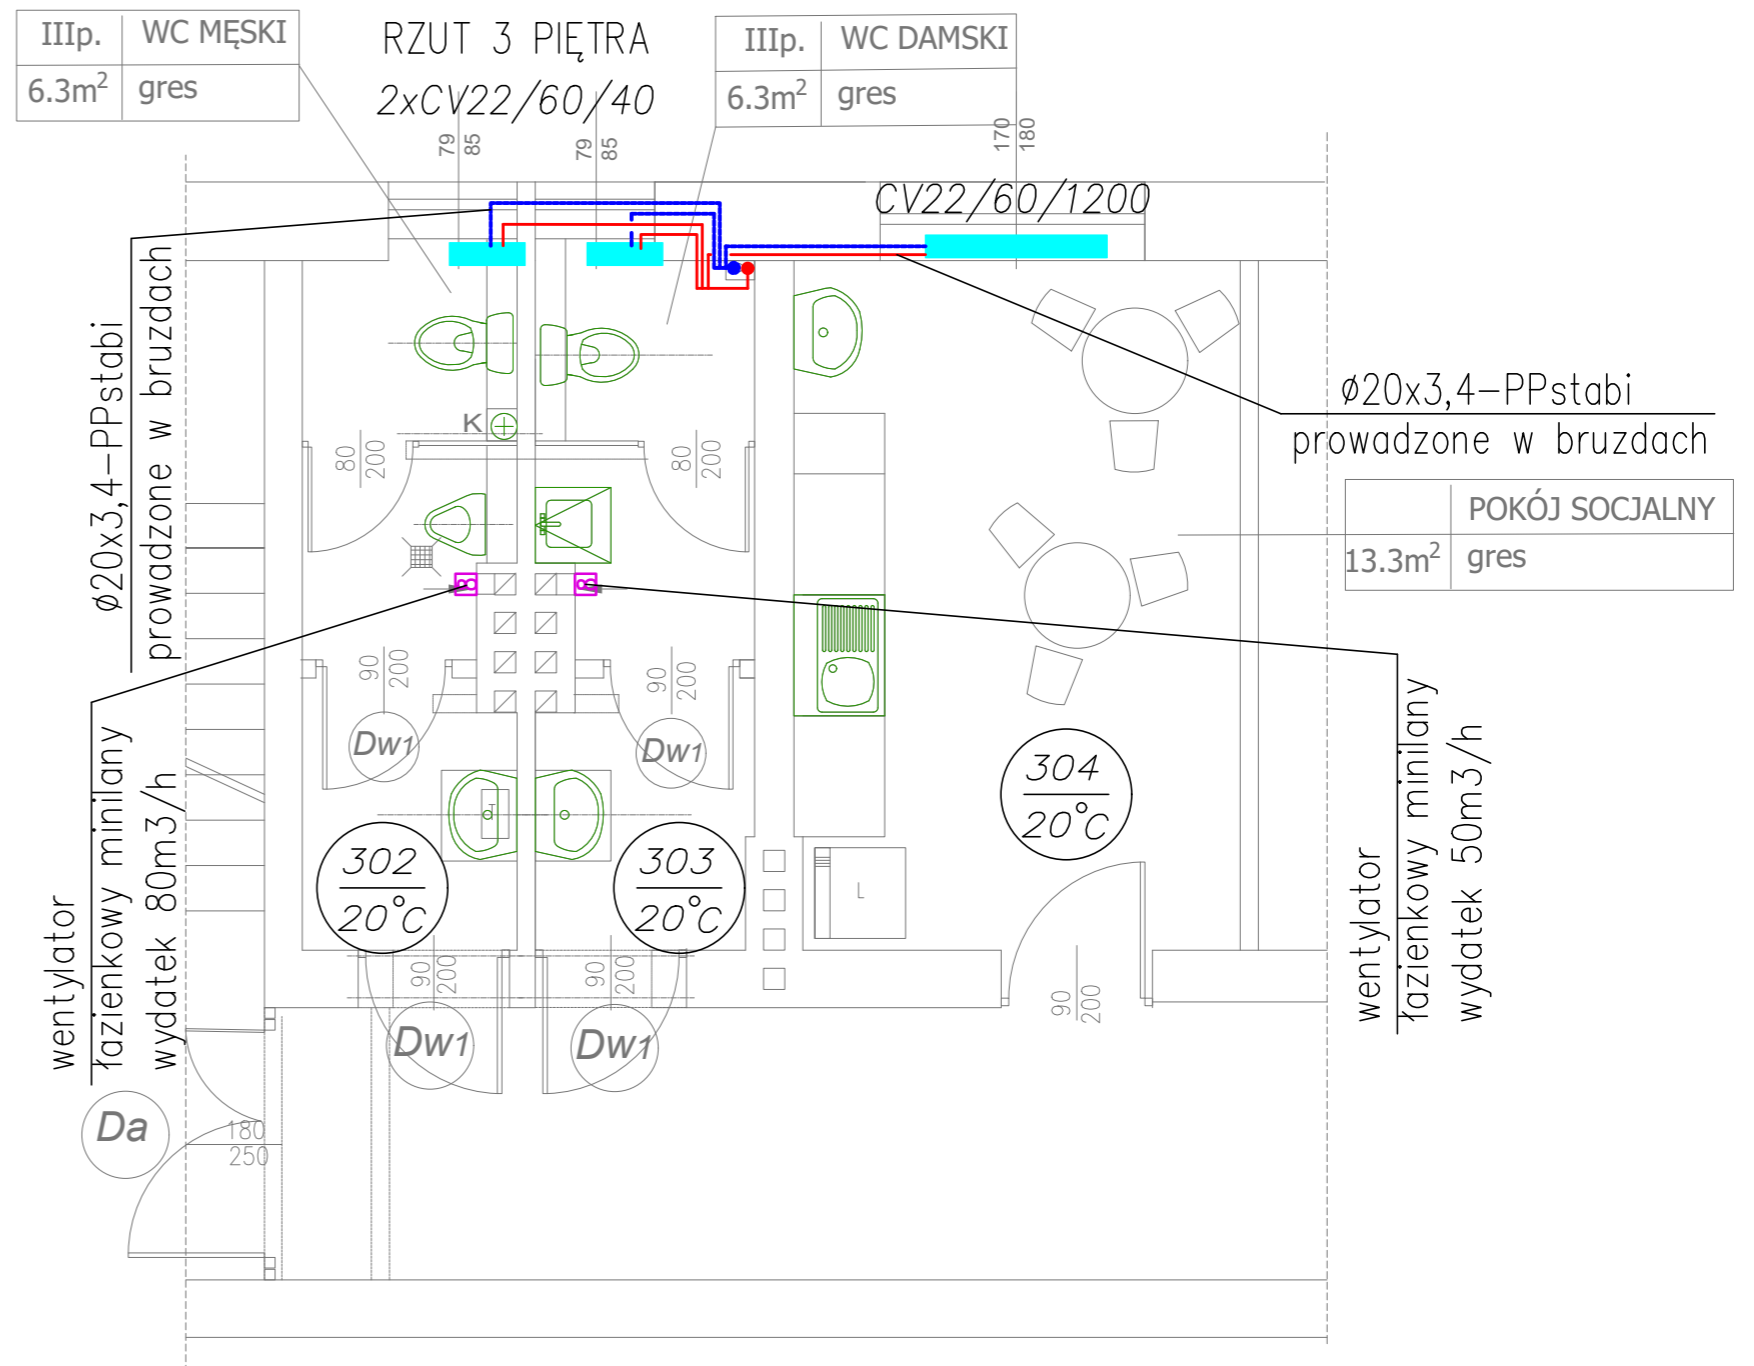 IIIp. WC MĘSKI
6.3m² gres
RZUT 3 PIĘTRA
2xCV22/60/40
IIIp. WC DAMSKI
6.3m² gres
79
85
79
85
170
180
CV22/60/1200
ø20x3,4-PPstabi
prowadzone w bruzdach
ø20x3,4-PPstabi
prowadzone w bruzdach
POKÓJ SOCJALNY
13.3m² gres
K
80
200
80
200
90
200
90
200
Dw1
Dw1
T
304
20°C
302
20°C
303
20°C
L
wentylator
łazienkowy minilany
wydatek 80m3/h
wentylator
łazienkowy minilany
wydatek 50m3/h
90
200
90
200
90
200
Dw1
Dw1
Da
180
250